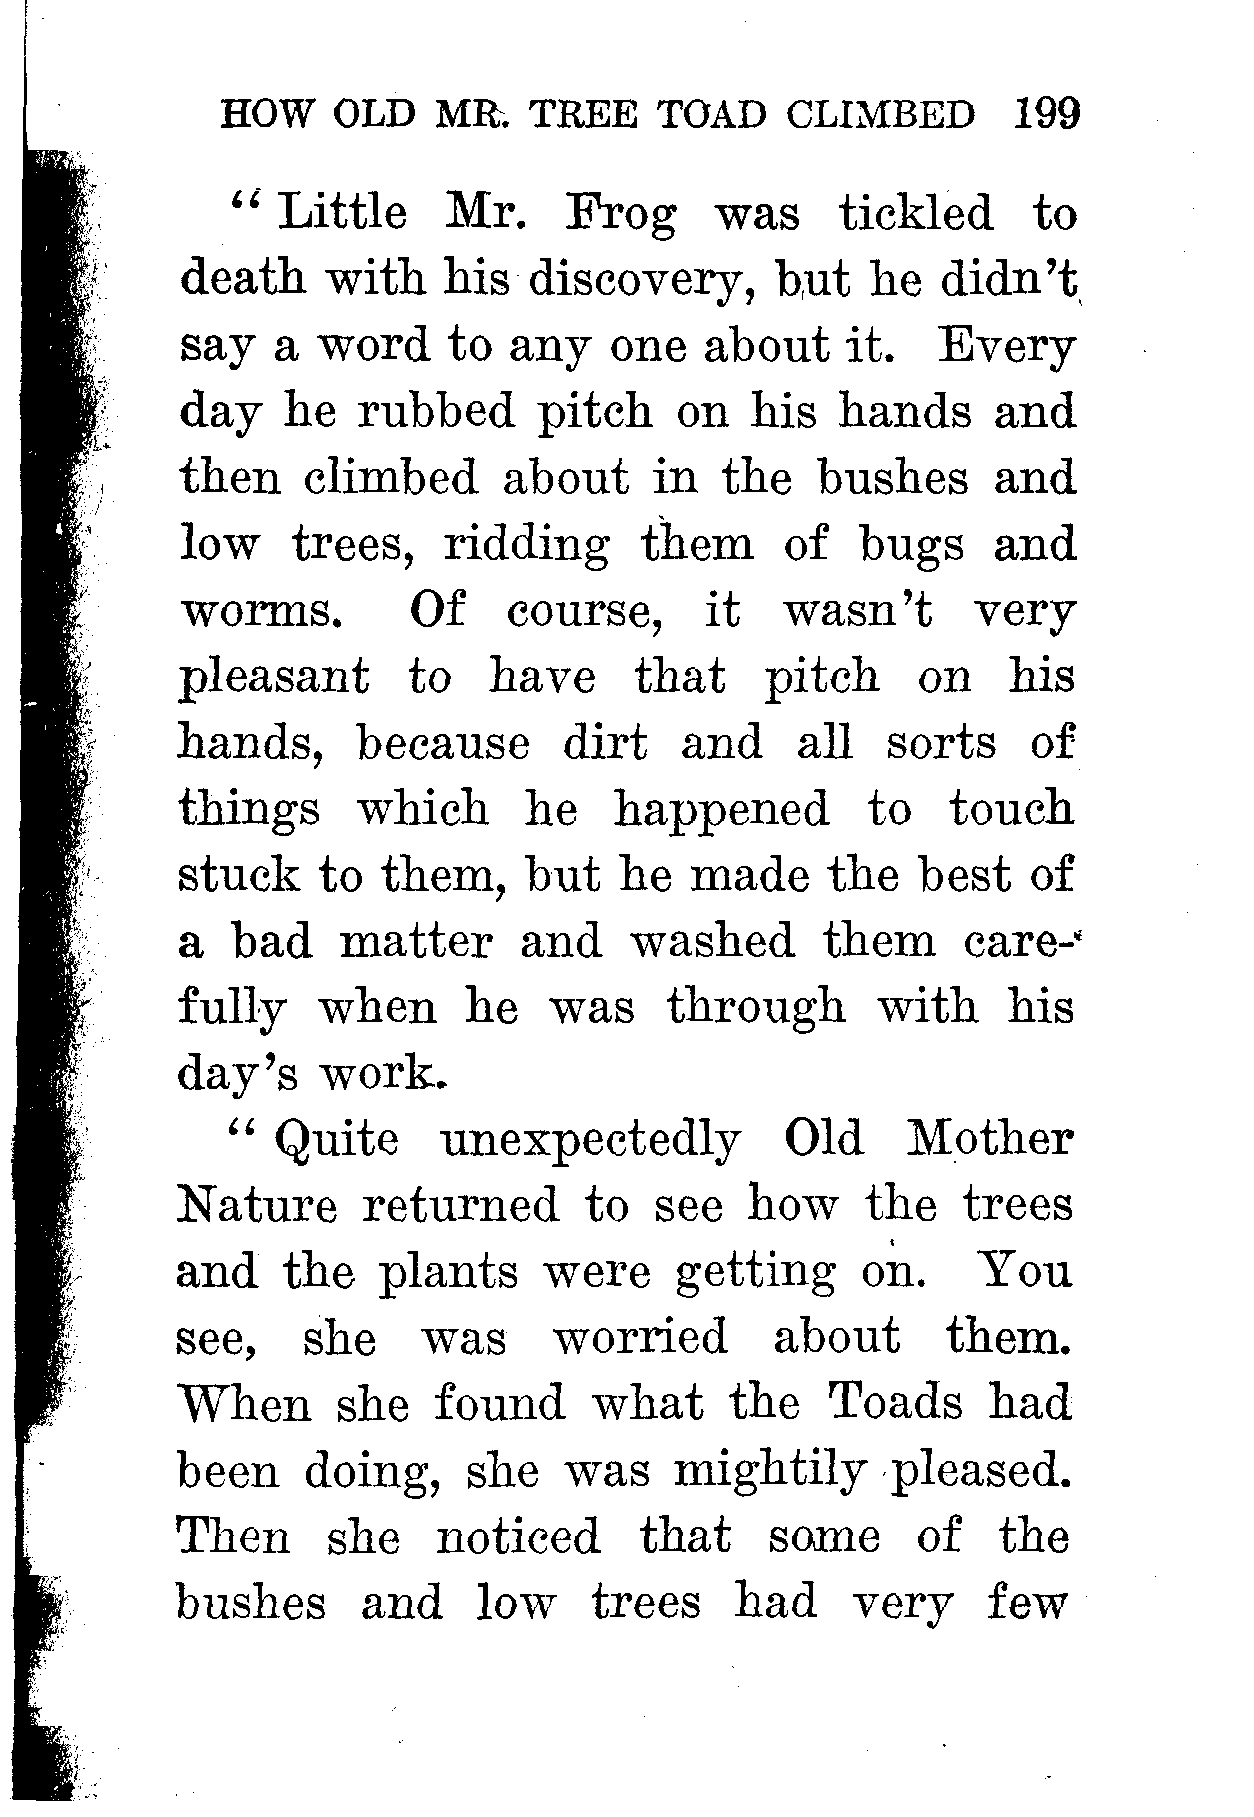 HOW OLD MR. TREE TOAD CLIMBED 199
“ Little Mr. Frog was tickled to
death with his discovery, but he didn’t
say a word to any one about it. Every
day he rubbed pitch on his hands and
then climbed about in the bushes and
low trees, ridding them of bugs and
worms. Of course, it wasn’t very
pleasant to have that pitch on his
hands, because dirt and all sorts of
things which he happened to touch
stuck to them, but he made the best of
a bad matter and washed them care-
fully when he was through with his
day’s work.
“ Quite unexpectedly Old Mother
Nature returned to see how the trees
and the plants were getting on. You
see, she was worried about them.
When she found what the Toads had
been doing, she was mightily pleased.
Then she noticed that some of the
bushes and low trees had very few